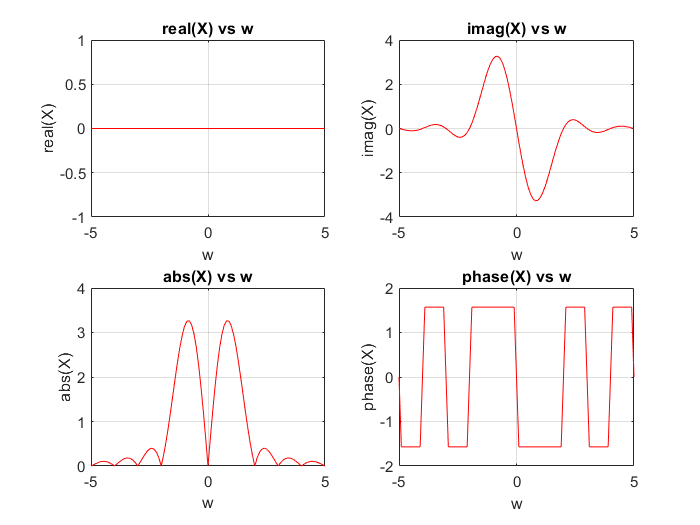 real(X) vs w
1
0.5
0
-0.5
-1
real(X)
-5 0 5
w
imag(X) vs w
4
2
0
-2
-4
imag(X)
-5 0 5
w
abs(X) vs w
4
3
2
1
0
abs(X)
-5 0 5
w
phase(X) vs w
2
1
0
-1
-2
phase(X)
-5 0 5
w